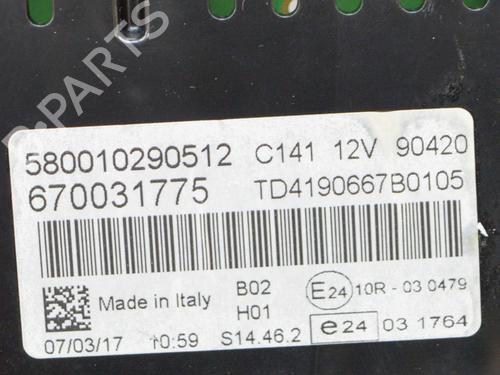 B-PARTS
580010290512 C141 12V 90420
670031775 TD4190667B0105
Made in Italy B02 E24 10R - 03 0479
H01
07/03/17 10:59 S14.46.2 e24 03 1764